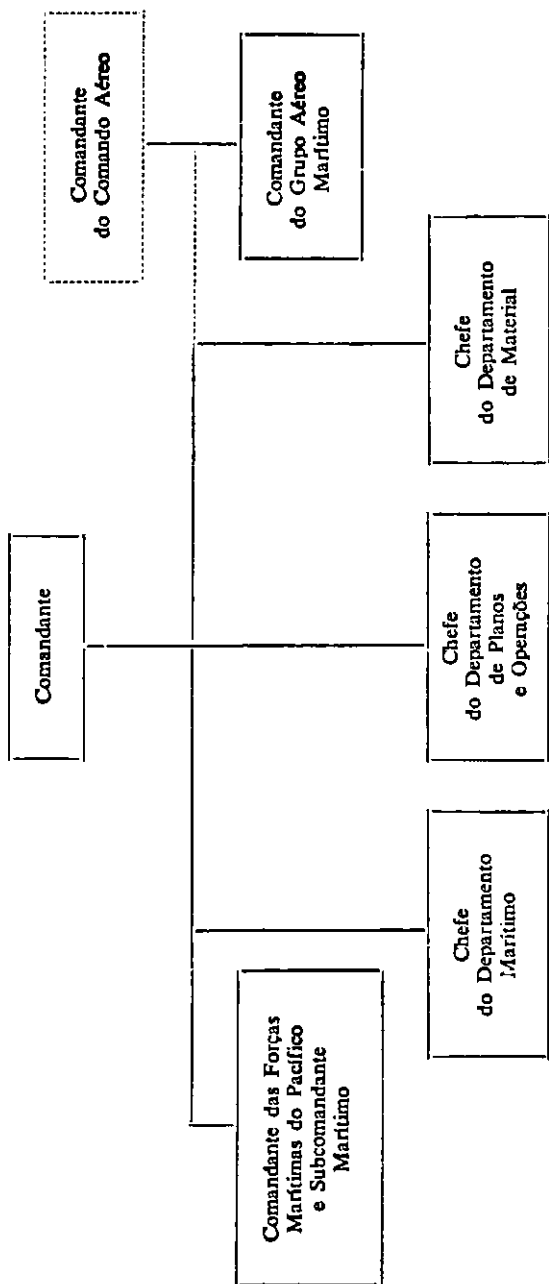 Comandante
Comandante
do Comando Aéreo
Comandante das Forças
Marítimas do Pacífico
e Subcomandante
Marítimo
Comandante
do Grupo Aéreo
Marítimo
Chefe
do Departamento
Marítimo
Chefe
do Departamento
de Planos
e Operações
Chefe
do Departamento
de Material